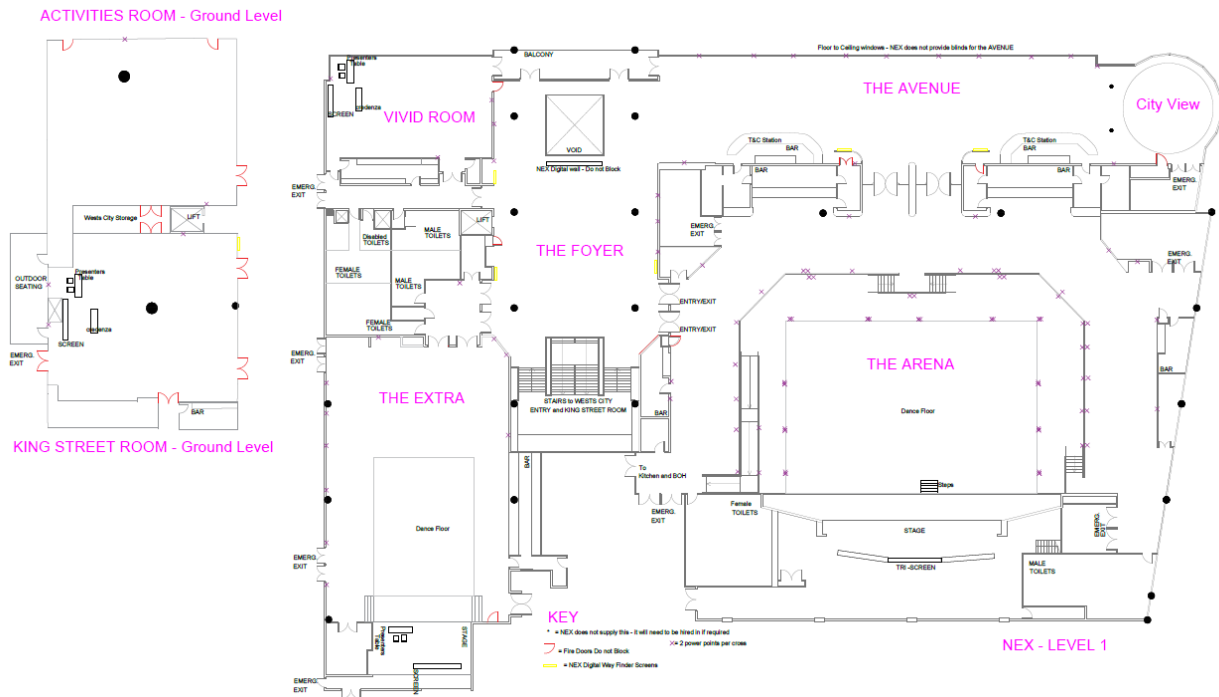 ACTIVITIES ROOM - Ground Level
Wests City Storage
LIFT
OUTDOOR
SEATING
Presenters
Table
credenza
SCREEN
EMERG.
EXIT
BAR
KING STREET ROOM - Ground Level
BALCONY
Floor to Ceiling windows - NEX does not provide blinds for the AVENUE
Presenters
Table
credenza
SCREEN
VIVID ROOM
THE AVENUE
City View
VOID
NEX Digital wall - Do not Block
T&C Station
BAR
BAR
T&C Station
BAR
BAR
EMERG.
EXIT
EMERG.
EXIT
Disabled
TOILETS
MALE
TOILETS
LIFT
FEMALE
TOILETS
MALE
TOILETS
FEMALE
TOILETS
THE FOYER
EMERG.
EXIT
EMERG.
EXIT
ENTRY/EXIT
ENTRY/EXIT
EMERG.
EXIT
THE EXTRA
STAIRS to WESTS CITY
ENTRY and KING STREET ROOM
BAR
BAR
THE ARENA
Dance Floor
BAR
To
Kitchen and BOH
EMERG.
EXIT
Steps
Female
TOILETS
STAGE
TRI -SCREEN
EMERG.
EXIT
MALE
TOILETS
Dance Floor
EMERG.
EXIT
Presenters
Table
STAGE
SCREEN
EMERG.
EXIT
KEY
* = NEX does not supply this - it will need to be hired in if required
X= 2 power points per cross
= Fire Doors Do not Block
= NEX Digital Way Finder Screens
NEX - LEVEL 1